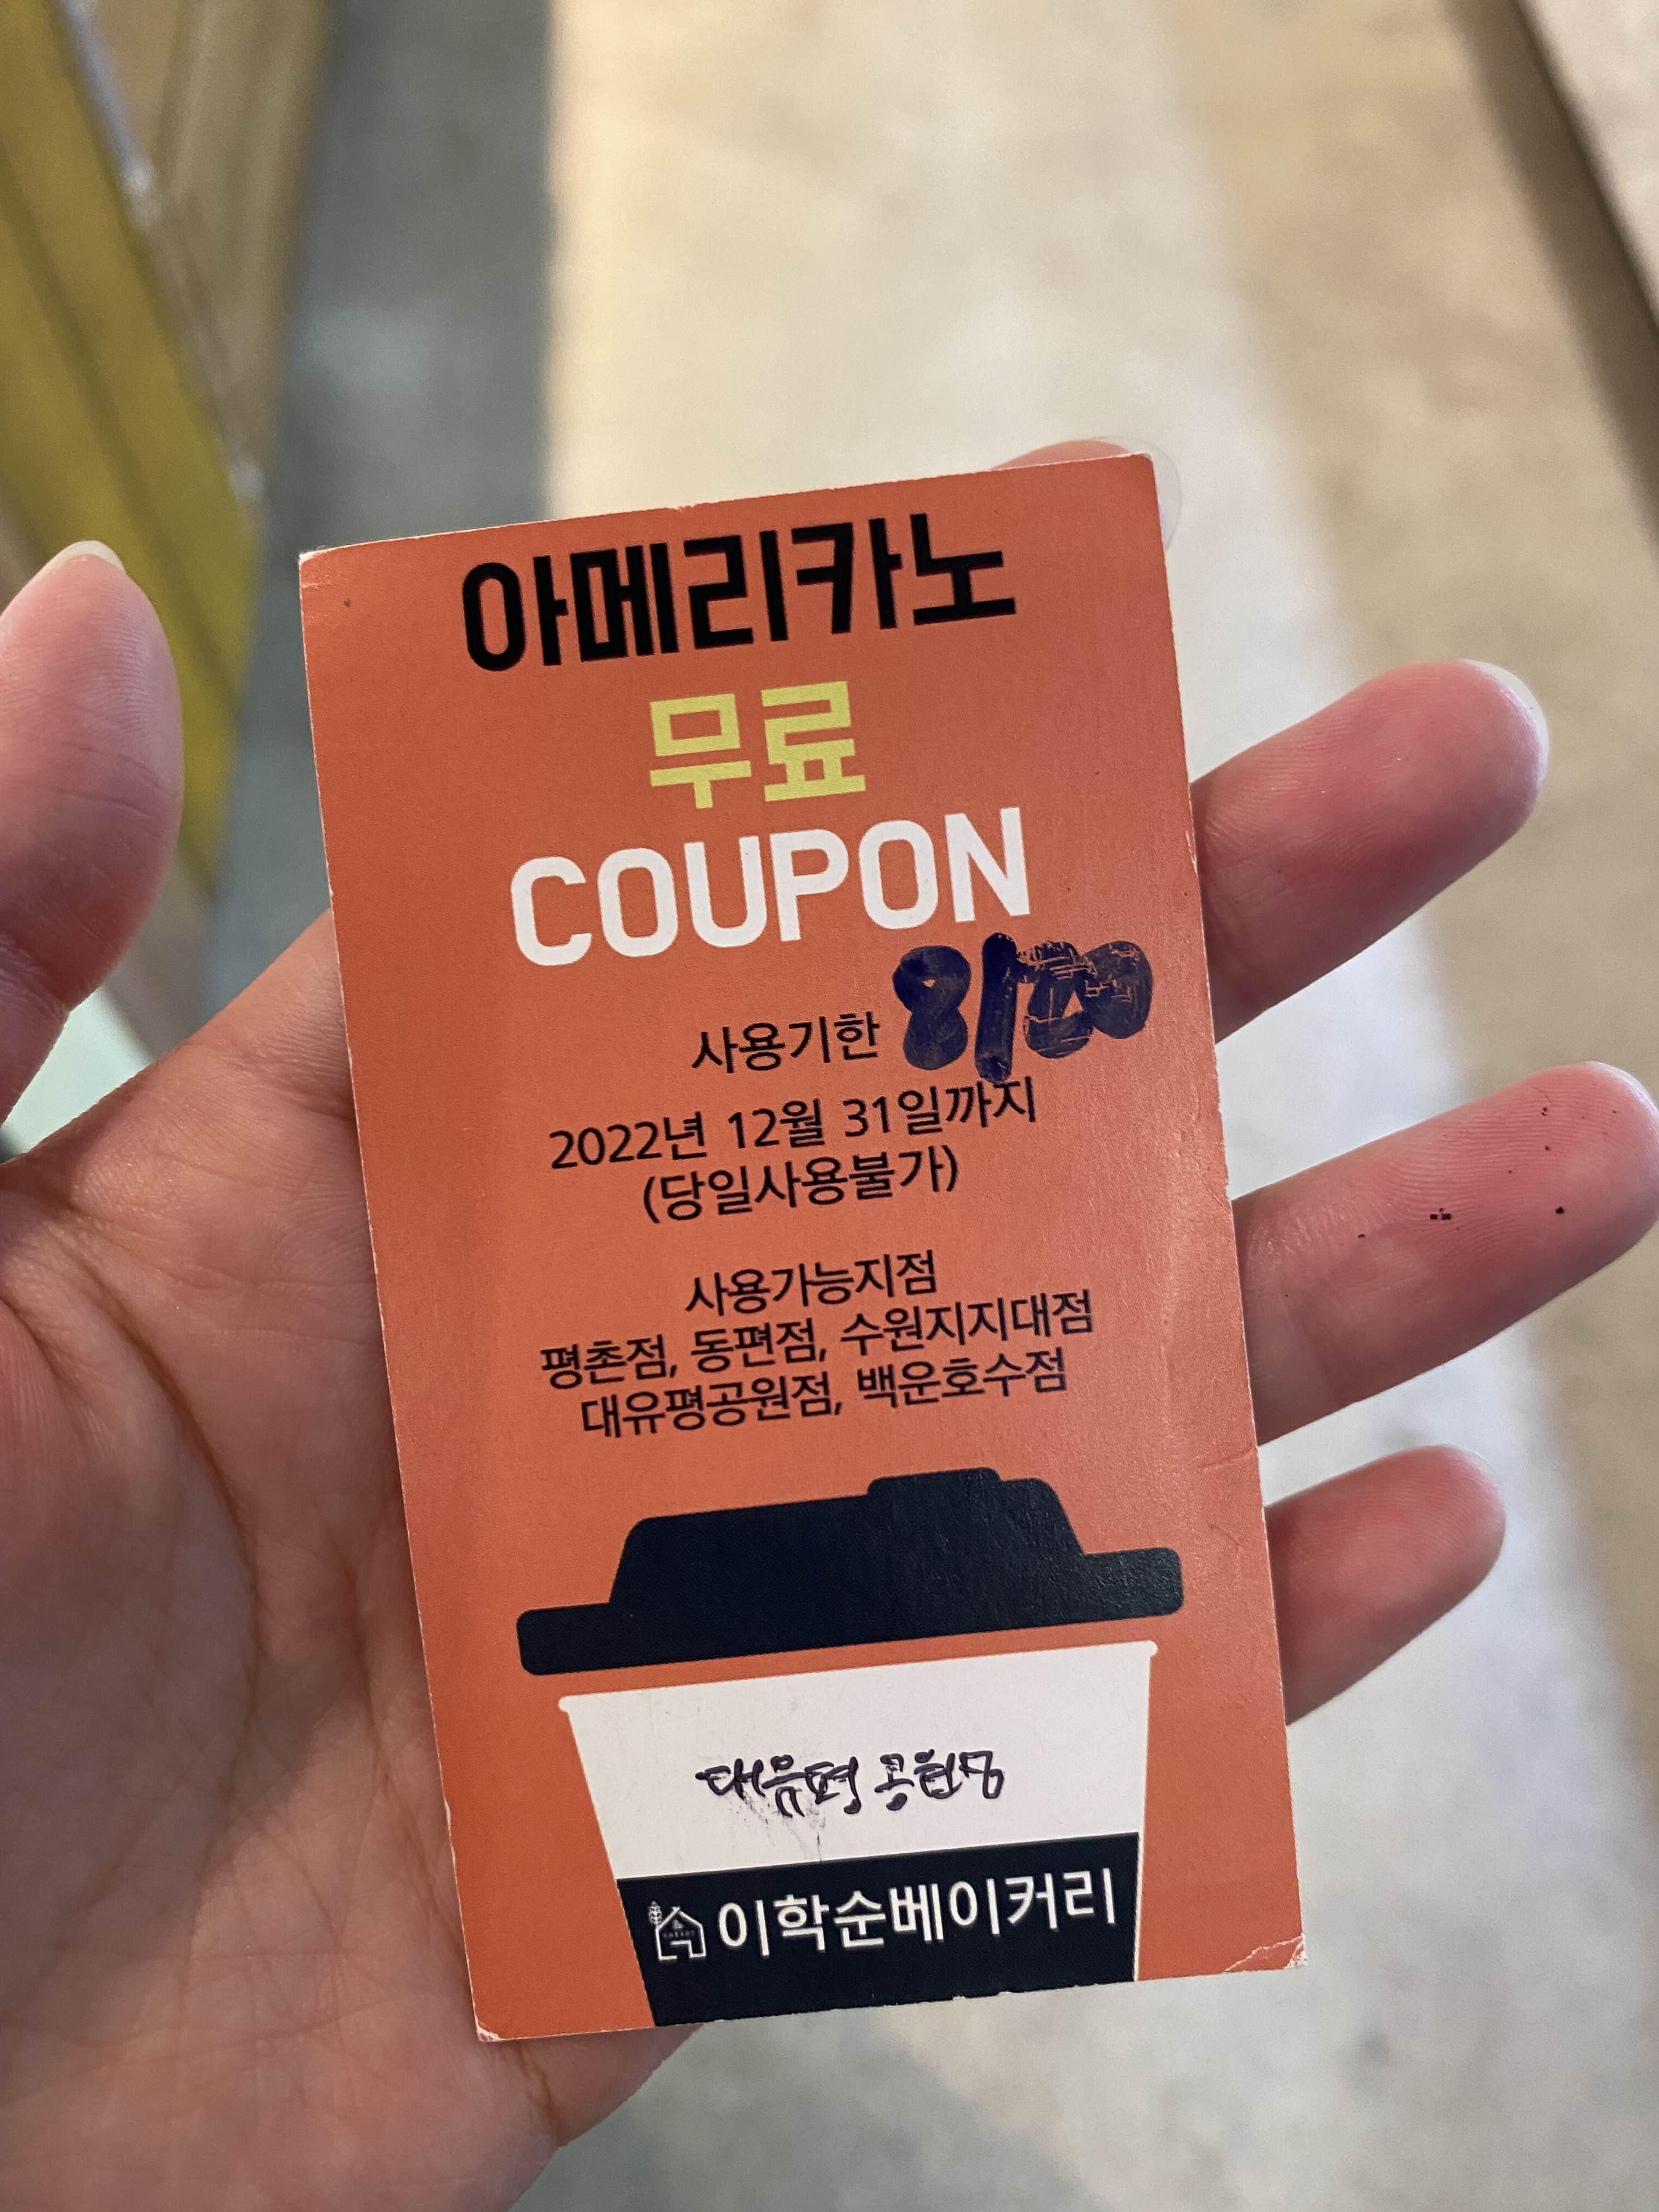 아메리카노
무료
COUPON
사용기한
2022년 12월 31일까지
(당일사용불가)
사용가능지점
평촌점, 동편점, 수원지지대점
대유평공원점, 백운호수점
대유평 공원점
이학순베이커리